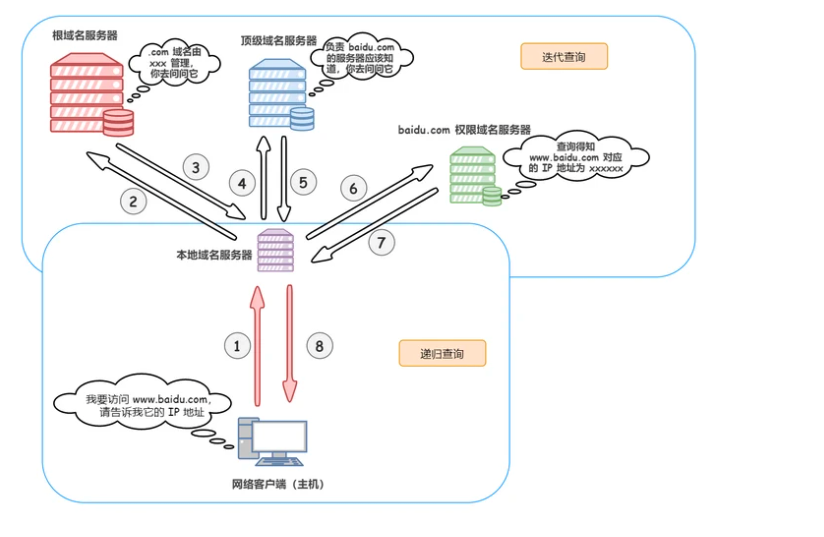 根域名服务器
.com 域名由
xxx 管理，
你去问问它
顶级域名服务器
负责 baidu.com
的服务器应该知
道，你去问问它
迭代查询
baidu.com 权限域名服务器
查询得知
www.baidu.com 对应
的 IP 地址为 xxxxxx
3
2
4
5
6
7
本地域名服务器
1
8
递归查询
我要访问 www.baidu.com，
请告诉我它的 IP 地址
网络客户端（主机）